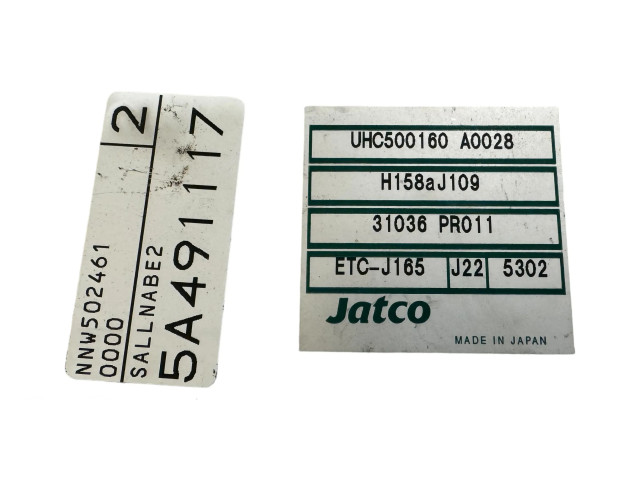 NNW502461
0000
2
SALLNABE2
5A491117
UHC500160 A0028
H158aJ109
31036 PR011
ETC-J165 J22 5302
Jatco
MADE IN JAPAN